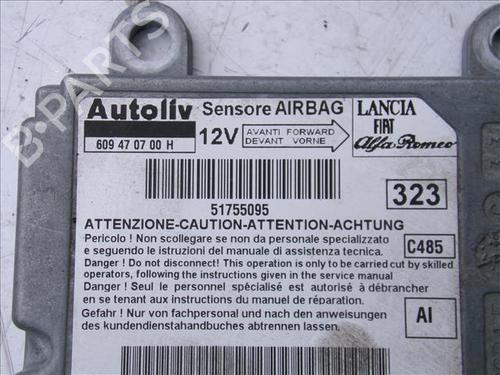 Autoliv Sensore AIRBAG
609 47 07 00 H
12V
AVANTI FORWARD
DEVANT VORNE
LANCIA
FIAT
Alfa Romeo
51755095
323
ATTENZIONE-CAUTION-ATTENTION-ACHTUNG
Pericolo ! Non scollegare se non da personale specializzato
e seguendo le istruzioni del manuale di assistenza tecnica.
C485
Danger ! Do not disconnect! This operation is only to be carried cut by skilled
operators, following the instructions given in the service manual
Danger ! Seul le personnel spécialisé est autorisé à débrancher
en se tenant aux instructions du manuel de réparation.
AI
Gefahr ! Nur von fachpersonal und nach den anweisungen
des kundendienstahandbuches abtrennen lassen.
B-PARTS